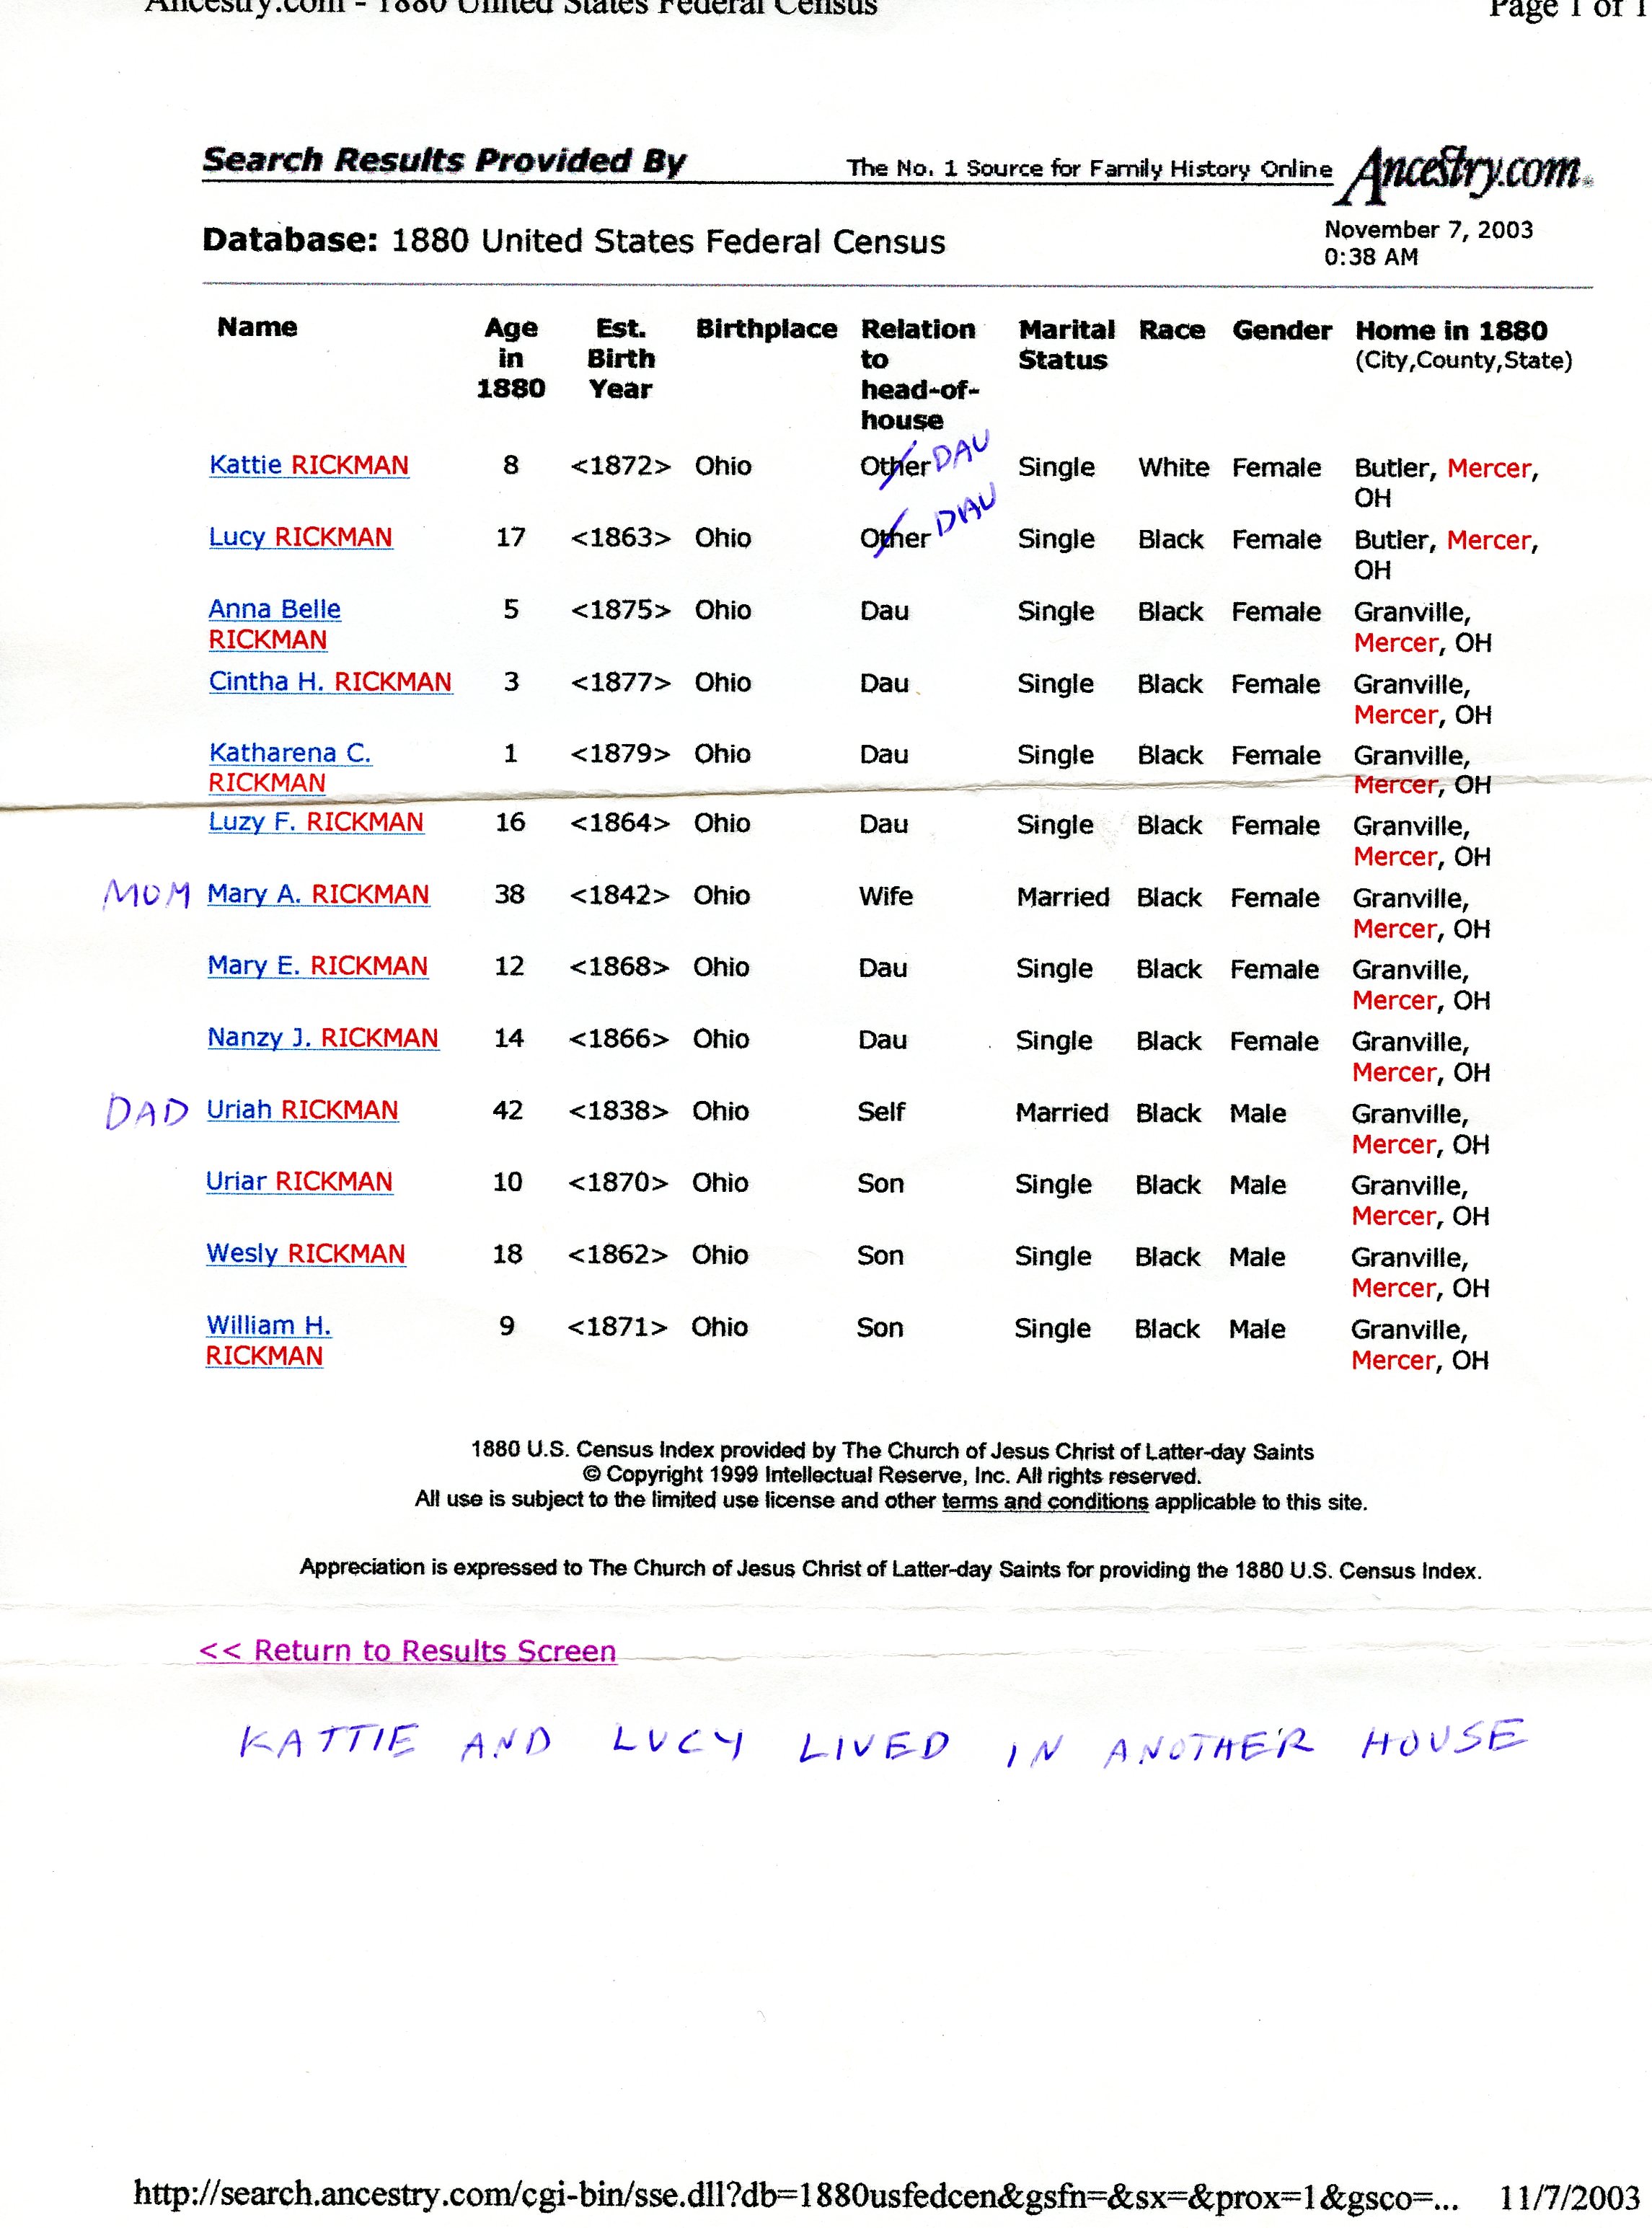 Ancestry.com - 1880 United States Federal Census Page 1 of 1
Search Results Provided By The No. 1 Source for Family History Online Ancestry.com
Database: 1880 United States Federal Census November 7, 2003
0:38 AM
Name Age Est. Birthplace Relation Marital Race Gender Home in 1880
in Birth to Status (City,County,State)
1880 Year head-of-
house
Kattie RICKMAN 8 <1872> Ohio Other DAU Single White Female Butler, Mercer,
OH
Lucy RICKMAN 17 <1863> Ohio Other DAU Single Black Female Butler, Mercer,
OH
Anna Belle 5 <1875> Ohio Dau Single Black Female Granville,
RICKMAN Mercer, OH
Cintha H. RICKMAN 3 <1877> Ohio Dau Single Black Female Granville,
Mercer, OH
Katharena C. 1 <1879> Ohio Dau Single Black Female Granville,
RICKMAN Mercer, OH
Luzy F. RICKMAN 16 <1864> Ohio Dau Single Black Female Granville,
Mercer, OH
MOM Mary A. RICKMAN 38 <1842> Ohio Wife Married Black Female Granville,
Mercer, OH
Mary E. RICKMAN 12 <1868> Ohio Dau Single Black Female Granville,
Mercer, OH
Nanzy J. RICKMAN 14 <1866> Ohio Dau Single Black Female Granville,
Mercer, OH
DAD Uriah RICKMAN 42 <1838> Ohio Self Married Black Male Granville,
Mercer, OH
Uriar RICKMAN 10 <1870> Ohio Son Single Black Male Granville,
Mercer, OH
Wesly RICKMAN 18 <1862> Ohio Son Single Black Male Granville,
Mercer, OH
William H. 9 <1871> Ohio Son Single Black Male Granville,
RICKMAN Mercer, OH
1880 U.S. Census Index provided by The Church of Jesus Christ of Latter-day Saints
© Copyright 1999 Intellectual Reserve, Inc. All rights reserved.
All use is subject to the limited use license and other terms and conditions applicable to this site.
Appreciation is expressed to The Church of Jesus Christ of Latter-day Saints for providing the 1880 U.S. Census Index.
<< Return to Results Screen
KATTIE AND LUCY LIVED IN ANOTHER HOUSE
http://search.ancestry.com/cgi-bin/sse.dll?db=1880usfedcen&gsfn=&sx=&prox=1&gsco=... 11/7/2003